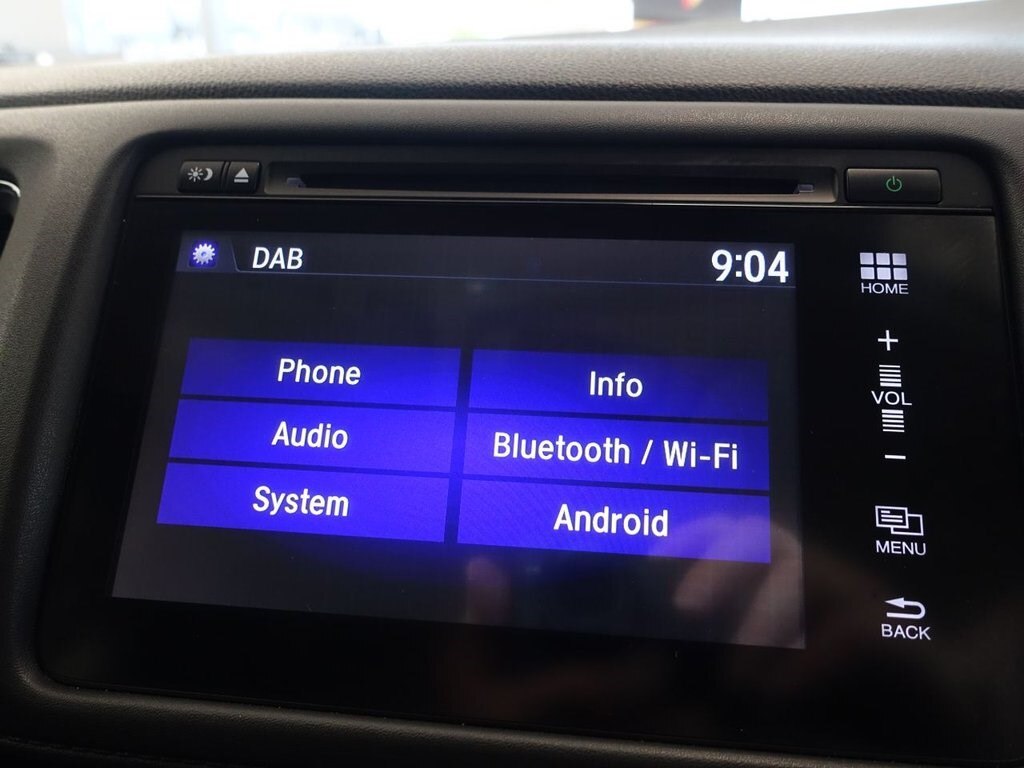 DAB
9:04
HOME
Phone
Info
VOL
Audio
Bluetooth / Wi-Fi
System
Android
MENU
BACK